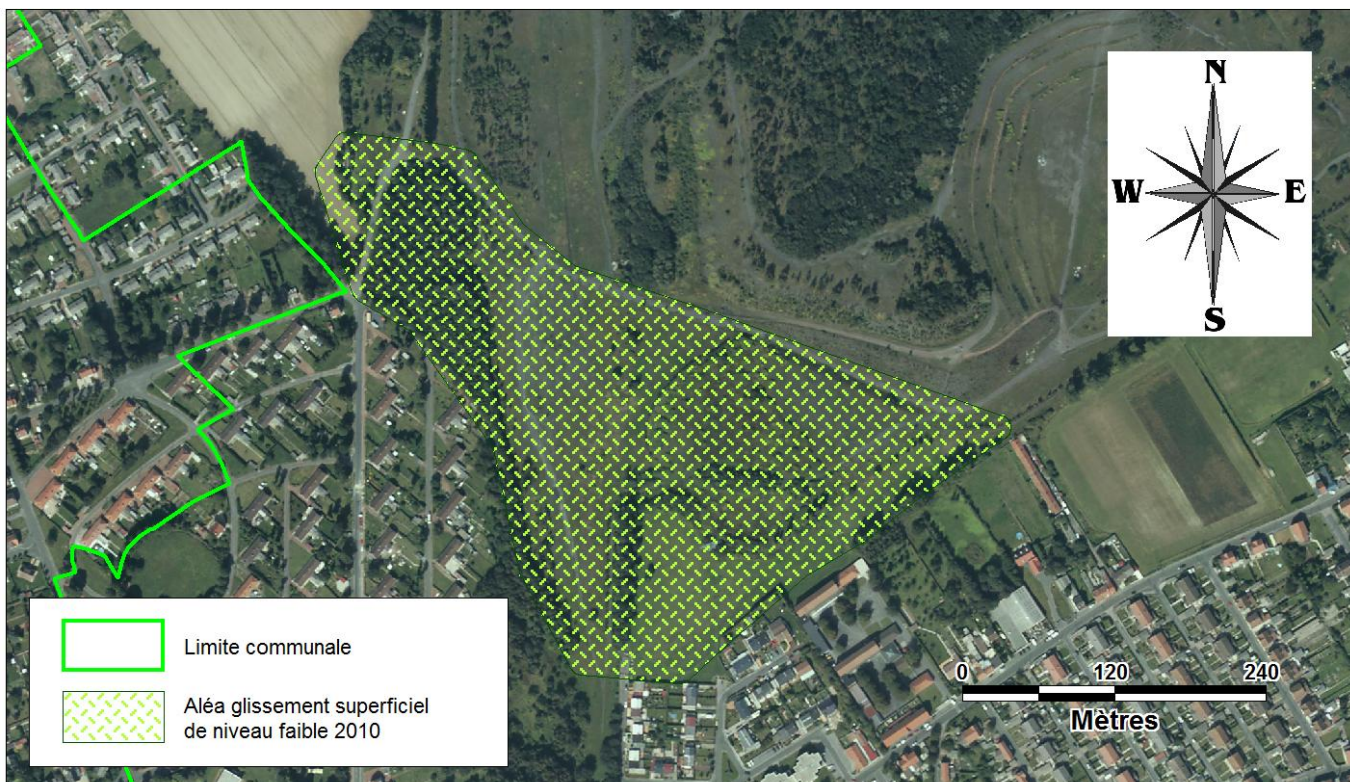 N
W E
S
Limite communale
Aléa glissement superficiel
de niveau faible 2010
0 120 240
Mètres